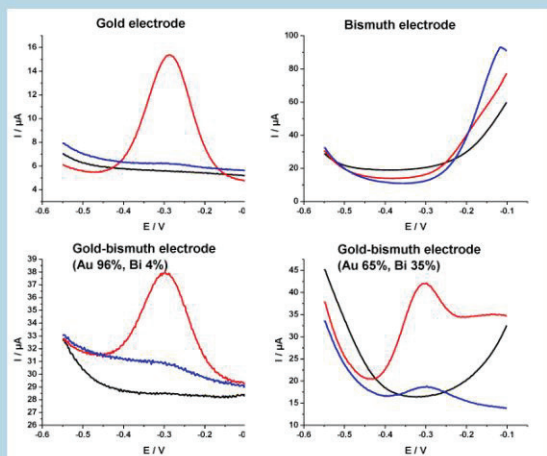 Gold electrode
16
14
12
10
8
6
4
I / µA
-0.6 -0.5 -0.4 -0.3 -0.2 -0
E / V
Bismuth electrode
100
80
60
40
20
0
I / µA
-0.6 -0.5 -0.4 -0.3 -0.2 -0.1
E / V
Gold-bismuth electrode
(Au 96%, Bi 4%)
39
38
37
36
35
34
33
32
31
30
29
28
27
26
I / µA
-0.6 -0.5 -0.4 -0.3 -0.2 -0
E / V
Gold-bismuth electrode
(Au 65%, Bi 35%)
45
40
35
30
25
20
15
10
I / µA
-0.6 -0.5 -0.4 -0.3 -0.2 -0.1
E / V